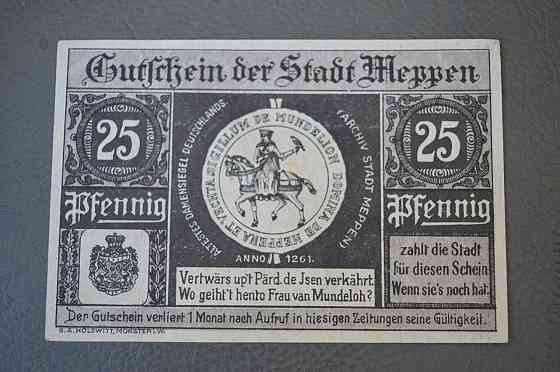 Gutschein der Stadt Meppen
25
Pfennig
ÄLTESTES DAMENSIEGEL DEUTSCHLANDS.
(ARCHIV STADT MEPPEN)
SIGILLUM DE MUNDELION DOMINA DE MEPPENA ET VERMA
ANNO 1261.
25
Pfennig
Vertwärs up't Pärd. de Jsen verkährt.
Wo geiht't hento Frau van Mundeloh?
zahlt die Stadt
für diesen Schein
Wenn sie's noch hat.
Der Gutschein verliert 1 Monat nach Aufruf in hiesigen Zeitungen seine Gültigkeit.
B.A. HOLSWITT, MÜNSTER I.W.